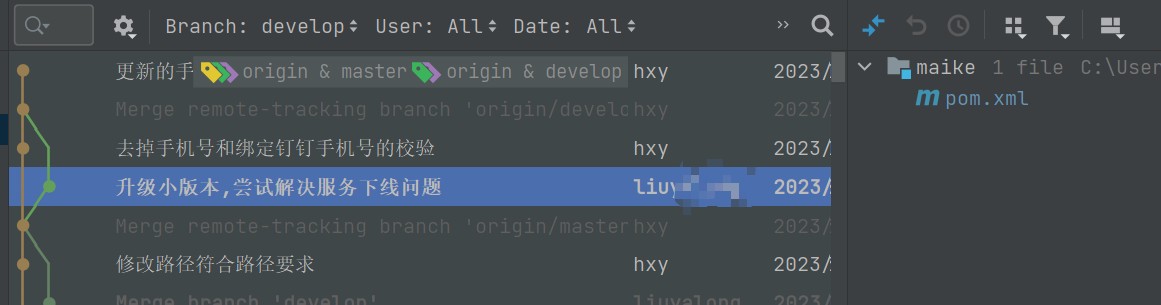 Branch: develop User: All Date: All »
更新的手 origin & master origin & develop hxy 2023/
Merge remote-tracking branch 'origin/develo hxy 2023/
去掉手机号和绑定钉钉手机号的校验 hxy 2023/
升级小版本,尝试解决服务下线问题 liuy 2023/
Merge remote-tracking branch 'origin/master hxy 2023/
修改路径符合路径要求 hxy 2023/
Merge branch 'develop' liuyalong 2023/
maike 1 file C:\User
pom.xml